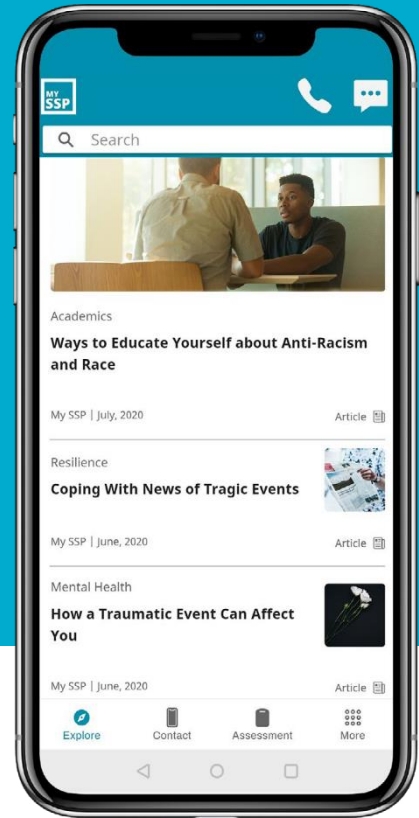 MY
SSP
Search
Academics
Ways to Educate Yourself about Anti-Racism
and Race
My SSP | July, 2020
Article
Resilience
Coping With News of Tragic Events
My SSP | June, 2020
Article
Mental Health
How a Traumatic Event Can Affect
You
My SSP | June, 2020
Article
Explore
Contact
Assessment
More